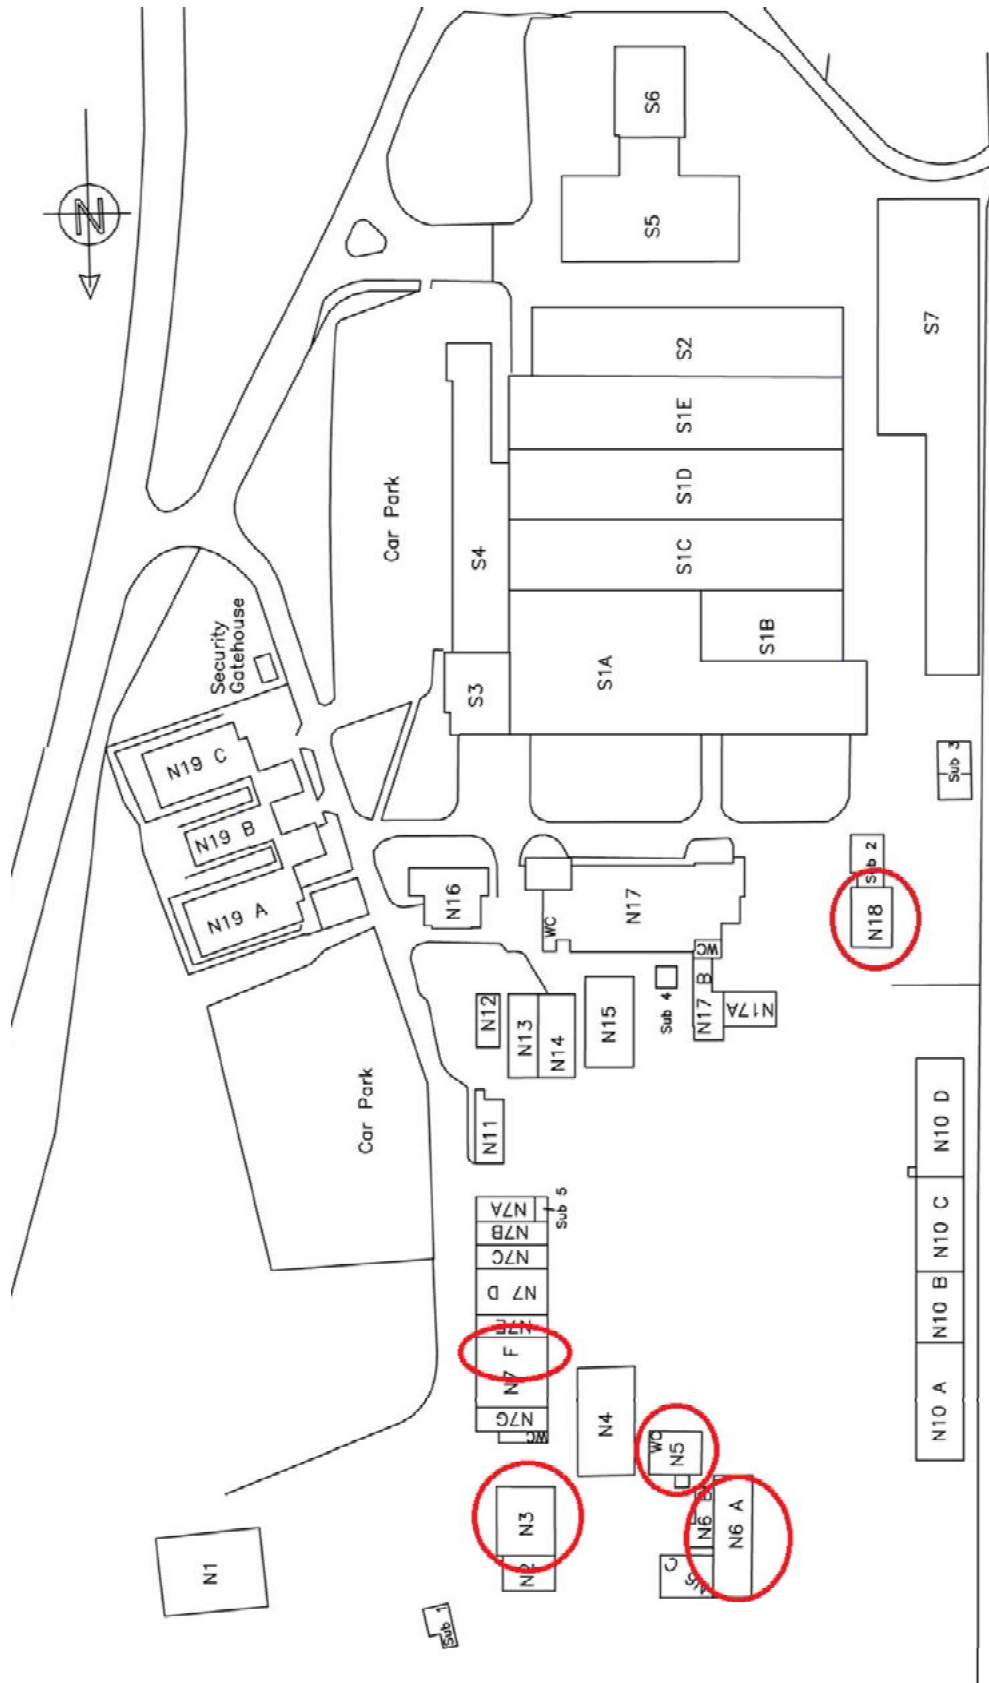 N
S6
S5
S2
S7
S1E
Car Park
S1D
S4
S1C
Security
Gatehouse
S1B
S1A
S3
N19 C
Sub 3
N19 B
Sub 2
N16
N19 A
N17
WC
N18
WC
B
N12
N17
N17A
Sub 4
N13
N15
N14
Car Park
N11
N10 D
N7A
Sub 5
N7B
N10 C
N7C
N7 D
N10 B
N7E
N7 F
N10 A
N7G
N4
WC
WC
N5
N3
N6 B
N6 A
N2
N6 C
N1
Sub 1